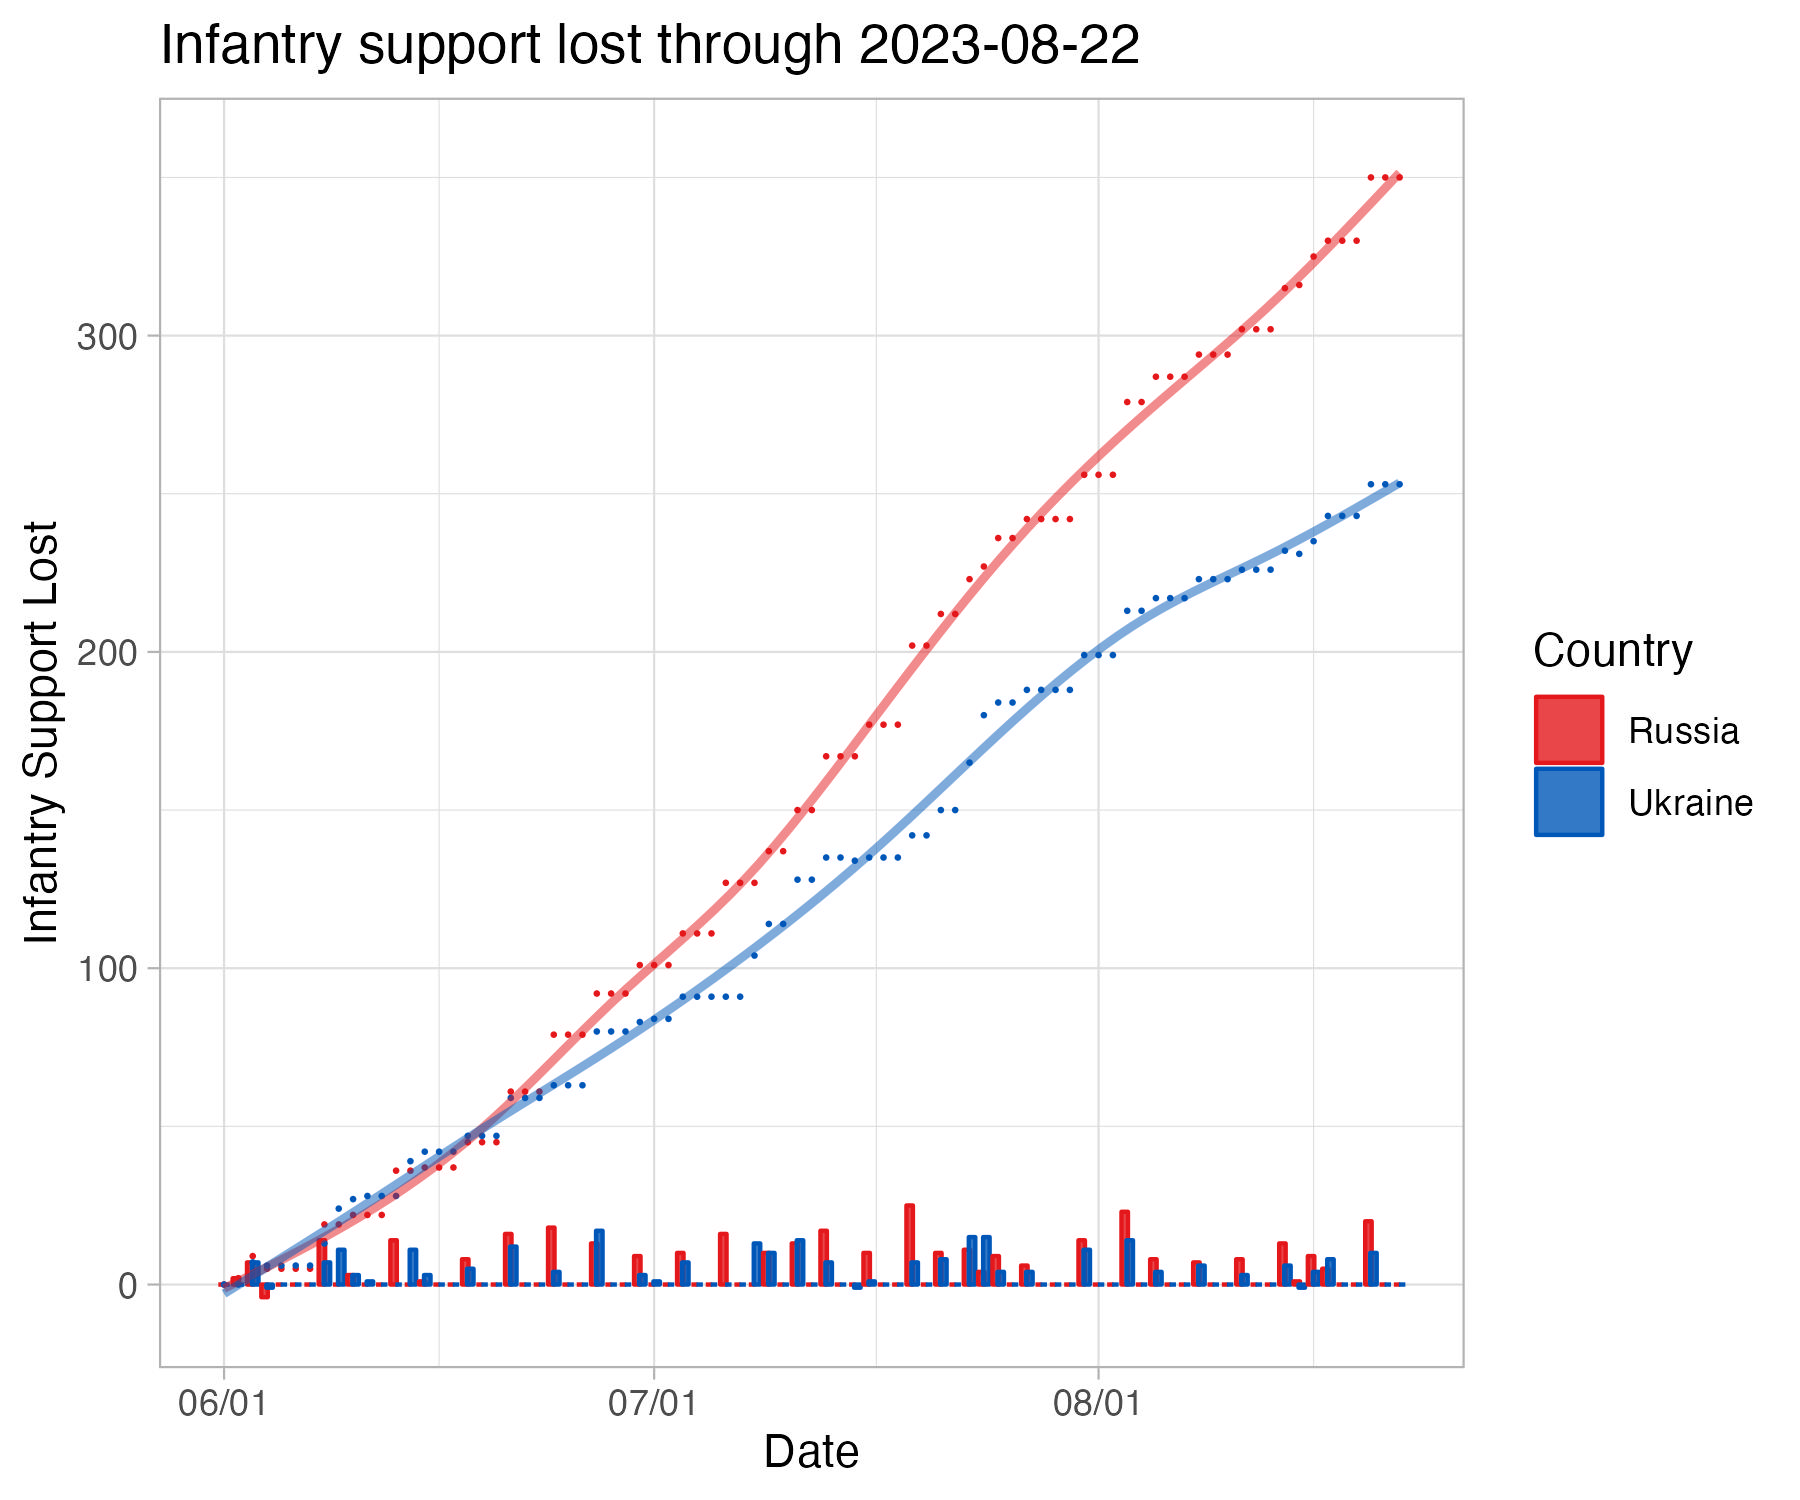 Infantry support lost through 2023-08-22
Infantry Support Lost
300
200
100
0
06/01
07/01
08/01
Date
Country
Russia
Ukraine